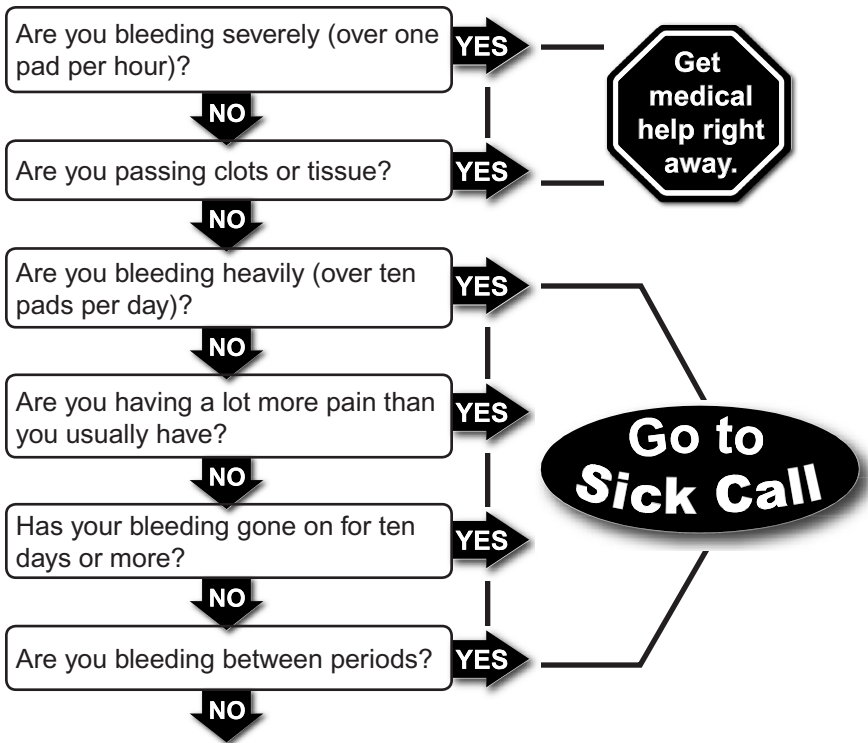 Are you bleeding severely (over one
pad per hour)?
YES
NO
Get
medical
help right
away.
Are you passing clots or tissue?
YES
NO
Are you bleeding heavily (over ten
pads per day)?
YES
NO
Are you having a lot more pain than
you usually have?
YES
NO
Go to
Sick Call
Has your bleeding gone on for ten
days or more?
YES
NO
Are you bleeding between periods?
YES
NO